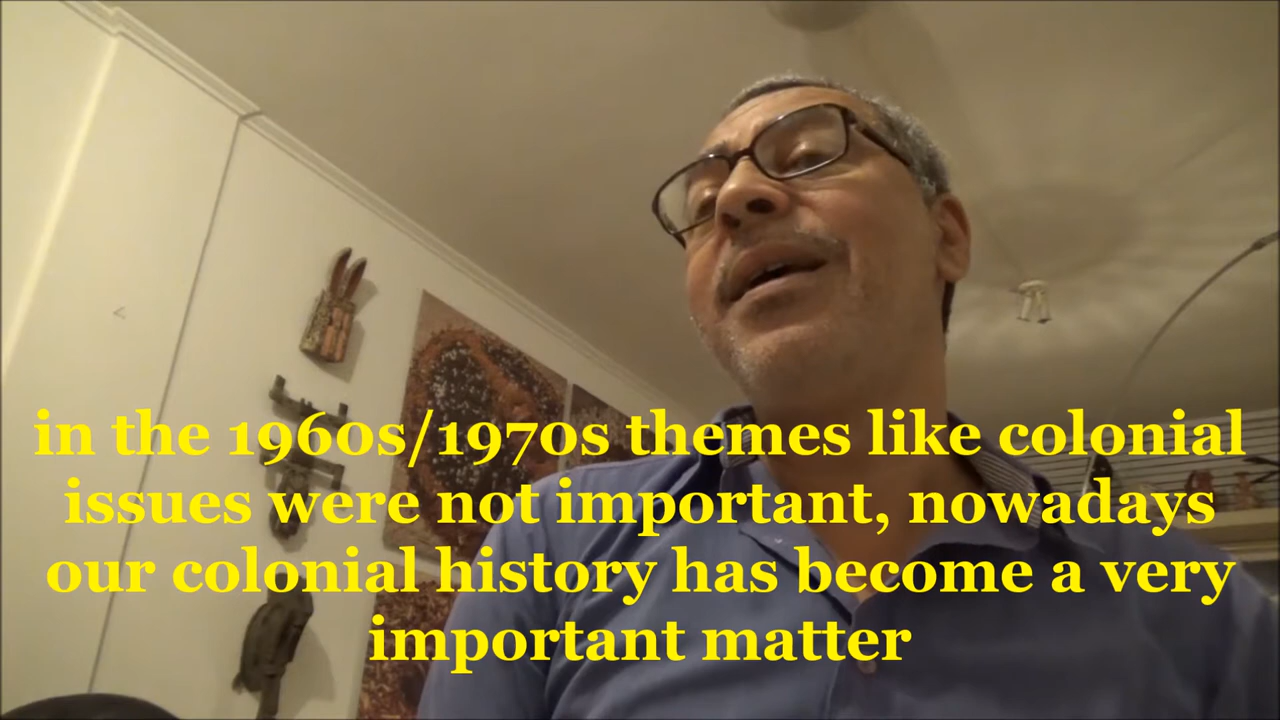 in the 1960s/1970s themes like colonial
issues were not important, nowadays
our colonial history has become a very
important matter